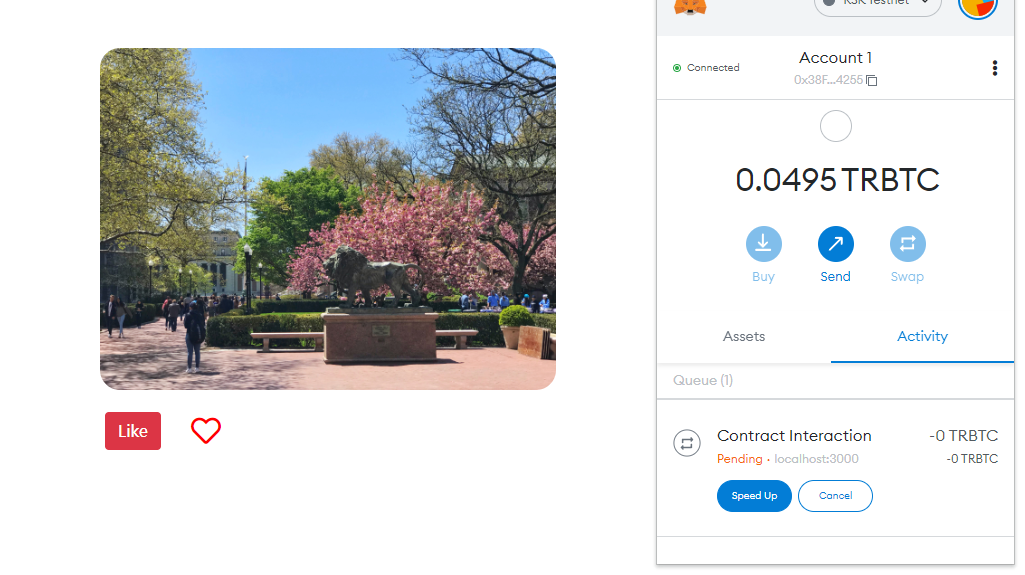 RSK Testnet
Connected
Account 1
0x38F...4255
0.0495 TRBTC
Buy
Send
Swap
Assets
Activity
Queue (1)
Contract Interaction
-0 TRBTC
Pending · localhost:3000
-0 TRBTC
Speed Up
Cancel
Like